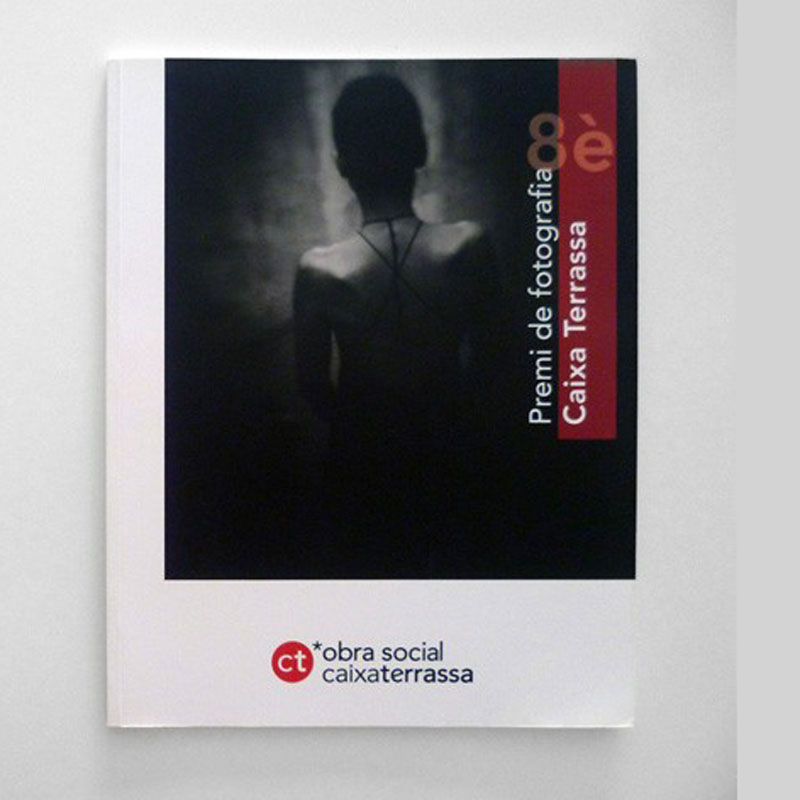 8è
Premi de fotografia
Caixa Terrassa
ct
*obra social
caixaterrassa